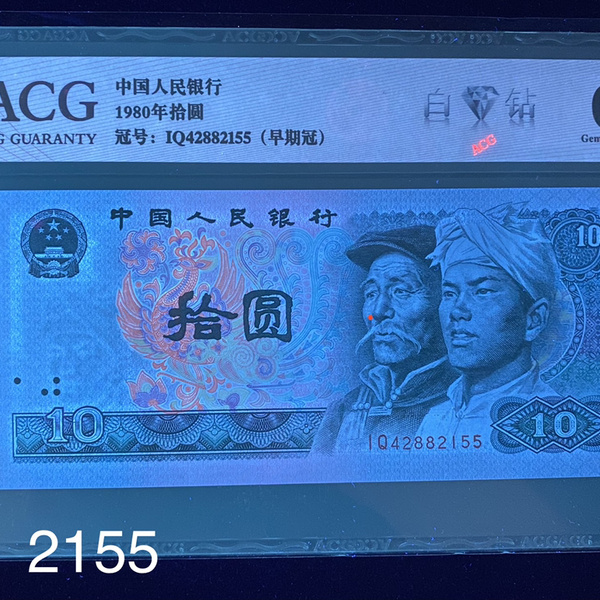 ACG
G GUARANTY
中国人民银行
1980年拾圆
冠号：IQ42882155（早期冠）
白 钻
ACG
Gem
中国人民银行
10
拾圆
10
10
IQ42882155
2155